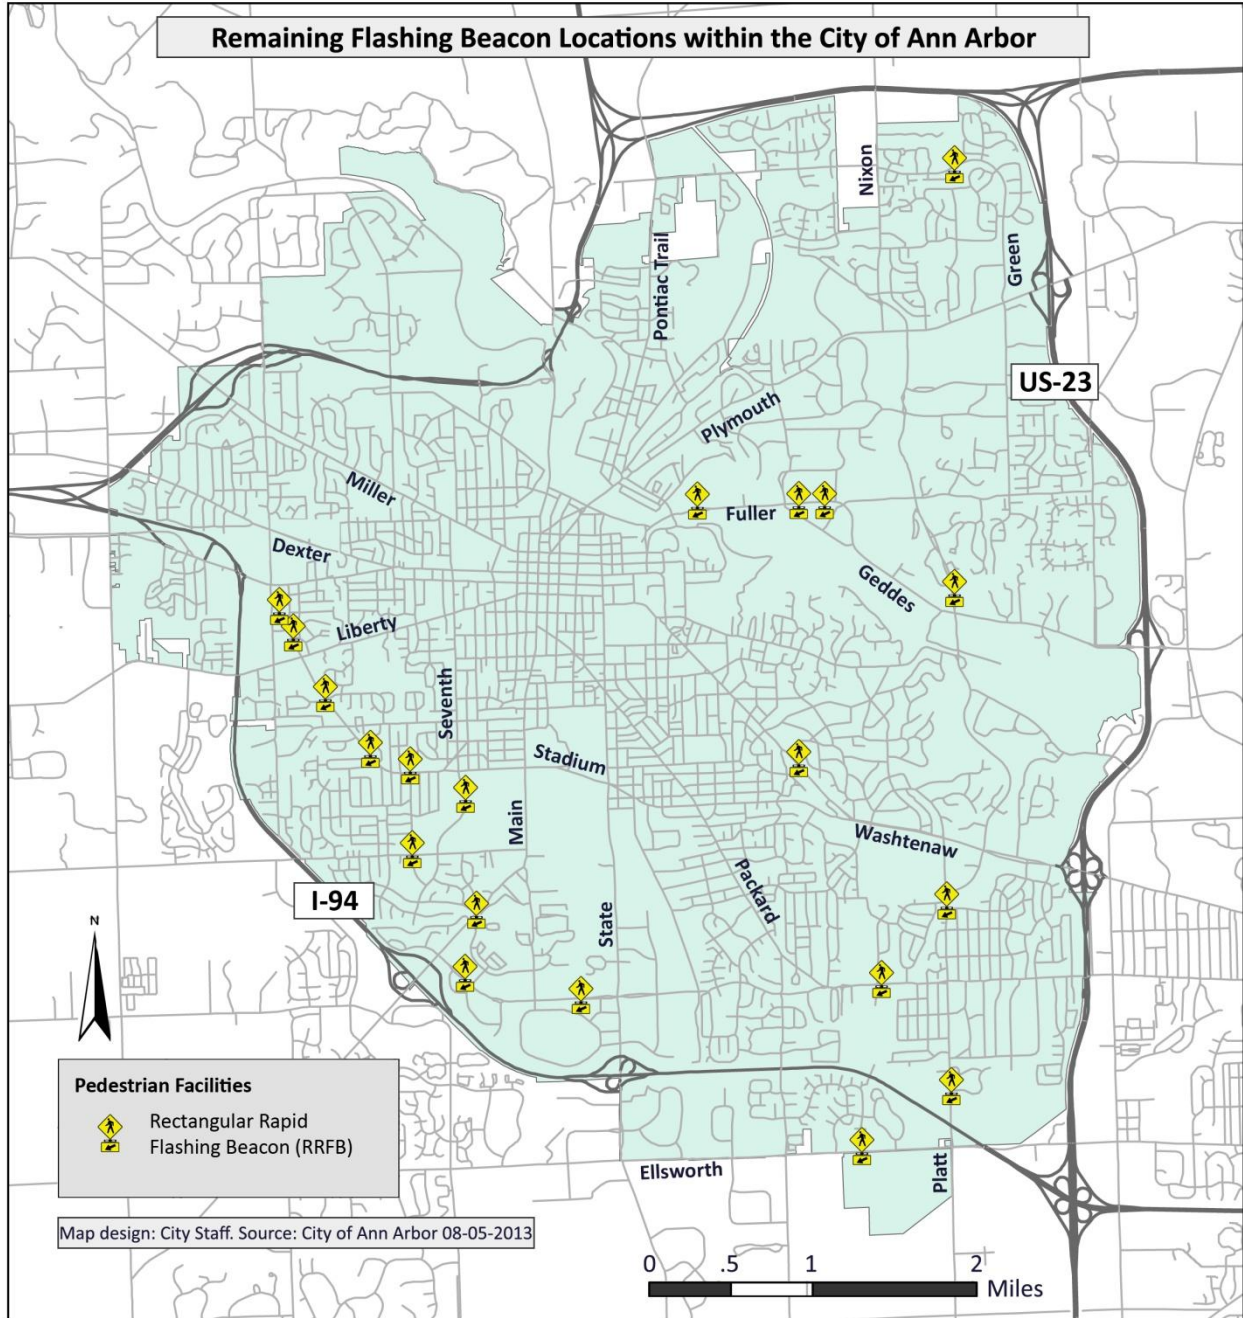 Remaining Flashing Beacon Locations within the City of Ann Arbor
Nixon
Green
Pontiac Trail
US-23
Plymouth
Miller
Fuller
Dexter
Geddes
Liberty
Seventh
Stadium
Main
Washtenaw
Packard
I-94
State
N
Pedestrian Facilities
Rectangular Rapid
Flashing Beacon (RRFB)
Ellsworth
Platt
Map design: City Staff. Source: City of Ann Arbor 08-05-2013
0 .5 1 2
Miles